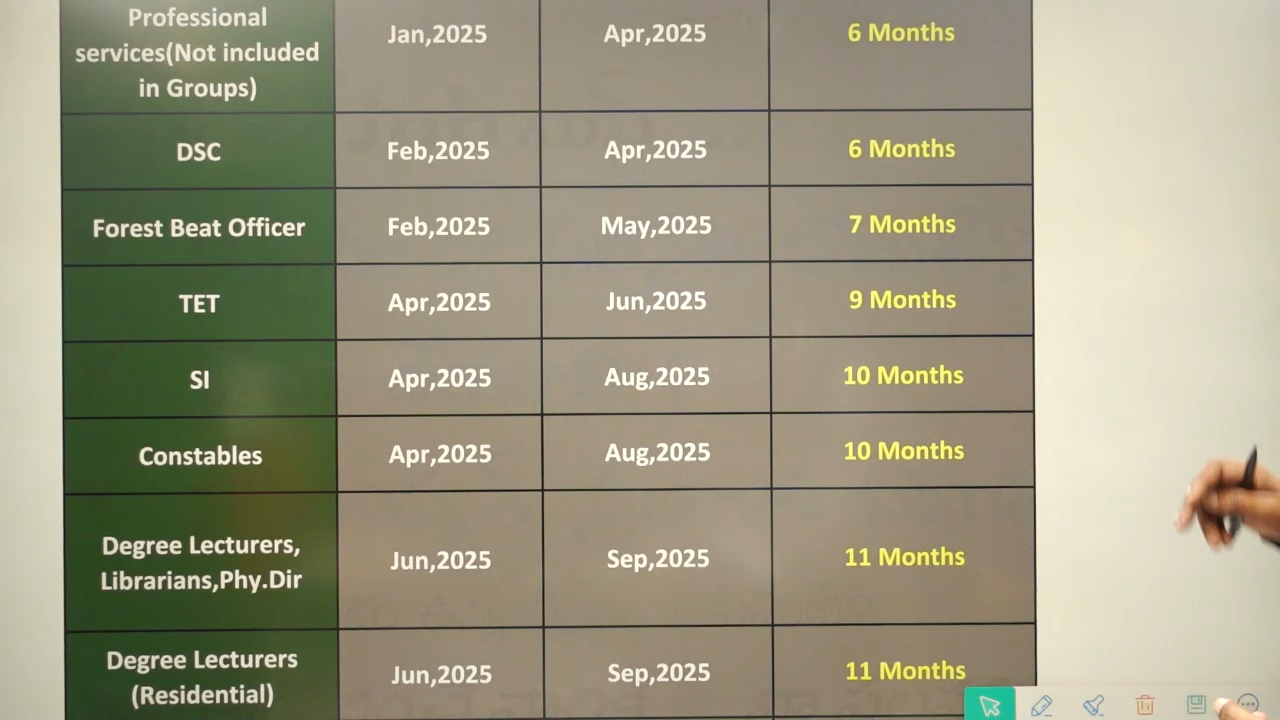 Professional
services(Not included
in Groups)
Jan,2025
Apr,2025
6 Months
DSC
Feb,2025
Apr,2025
6 Months
Forest Beat Officer
Feb,2025
May,2025
7 Months
TET
Apr,2025
Jun,2025
9 Months
SI
Apr,2025
Aug,2025
10 Months
Constables
Apr,2025
Aug,2025
10 Months
Degree Lecturers,
Librarians,Phy.Dir
Jun,2025
Sep,2025
11 Months
Degree Lecturers
(Residential)
Jun,2025
Sep,2025
11 Months